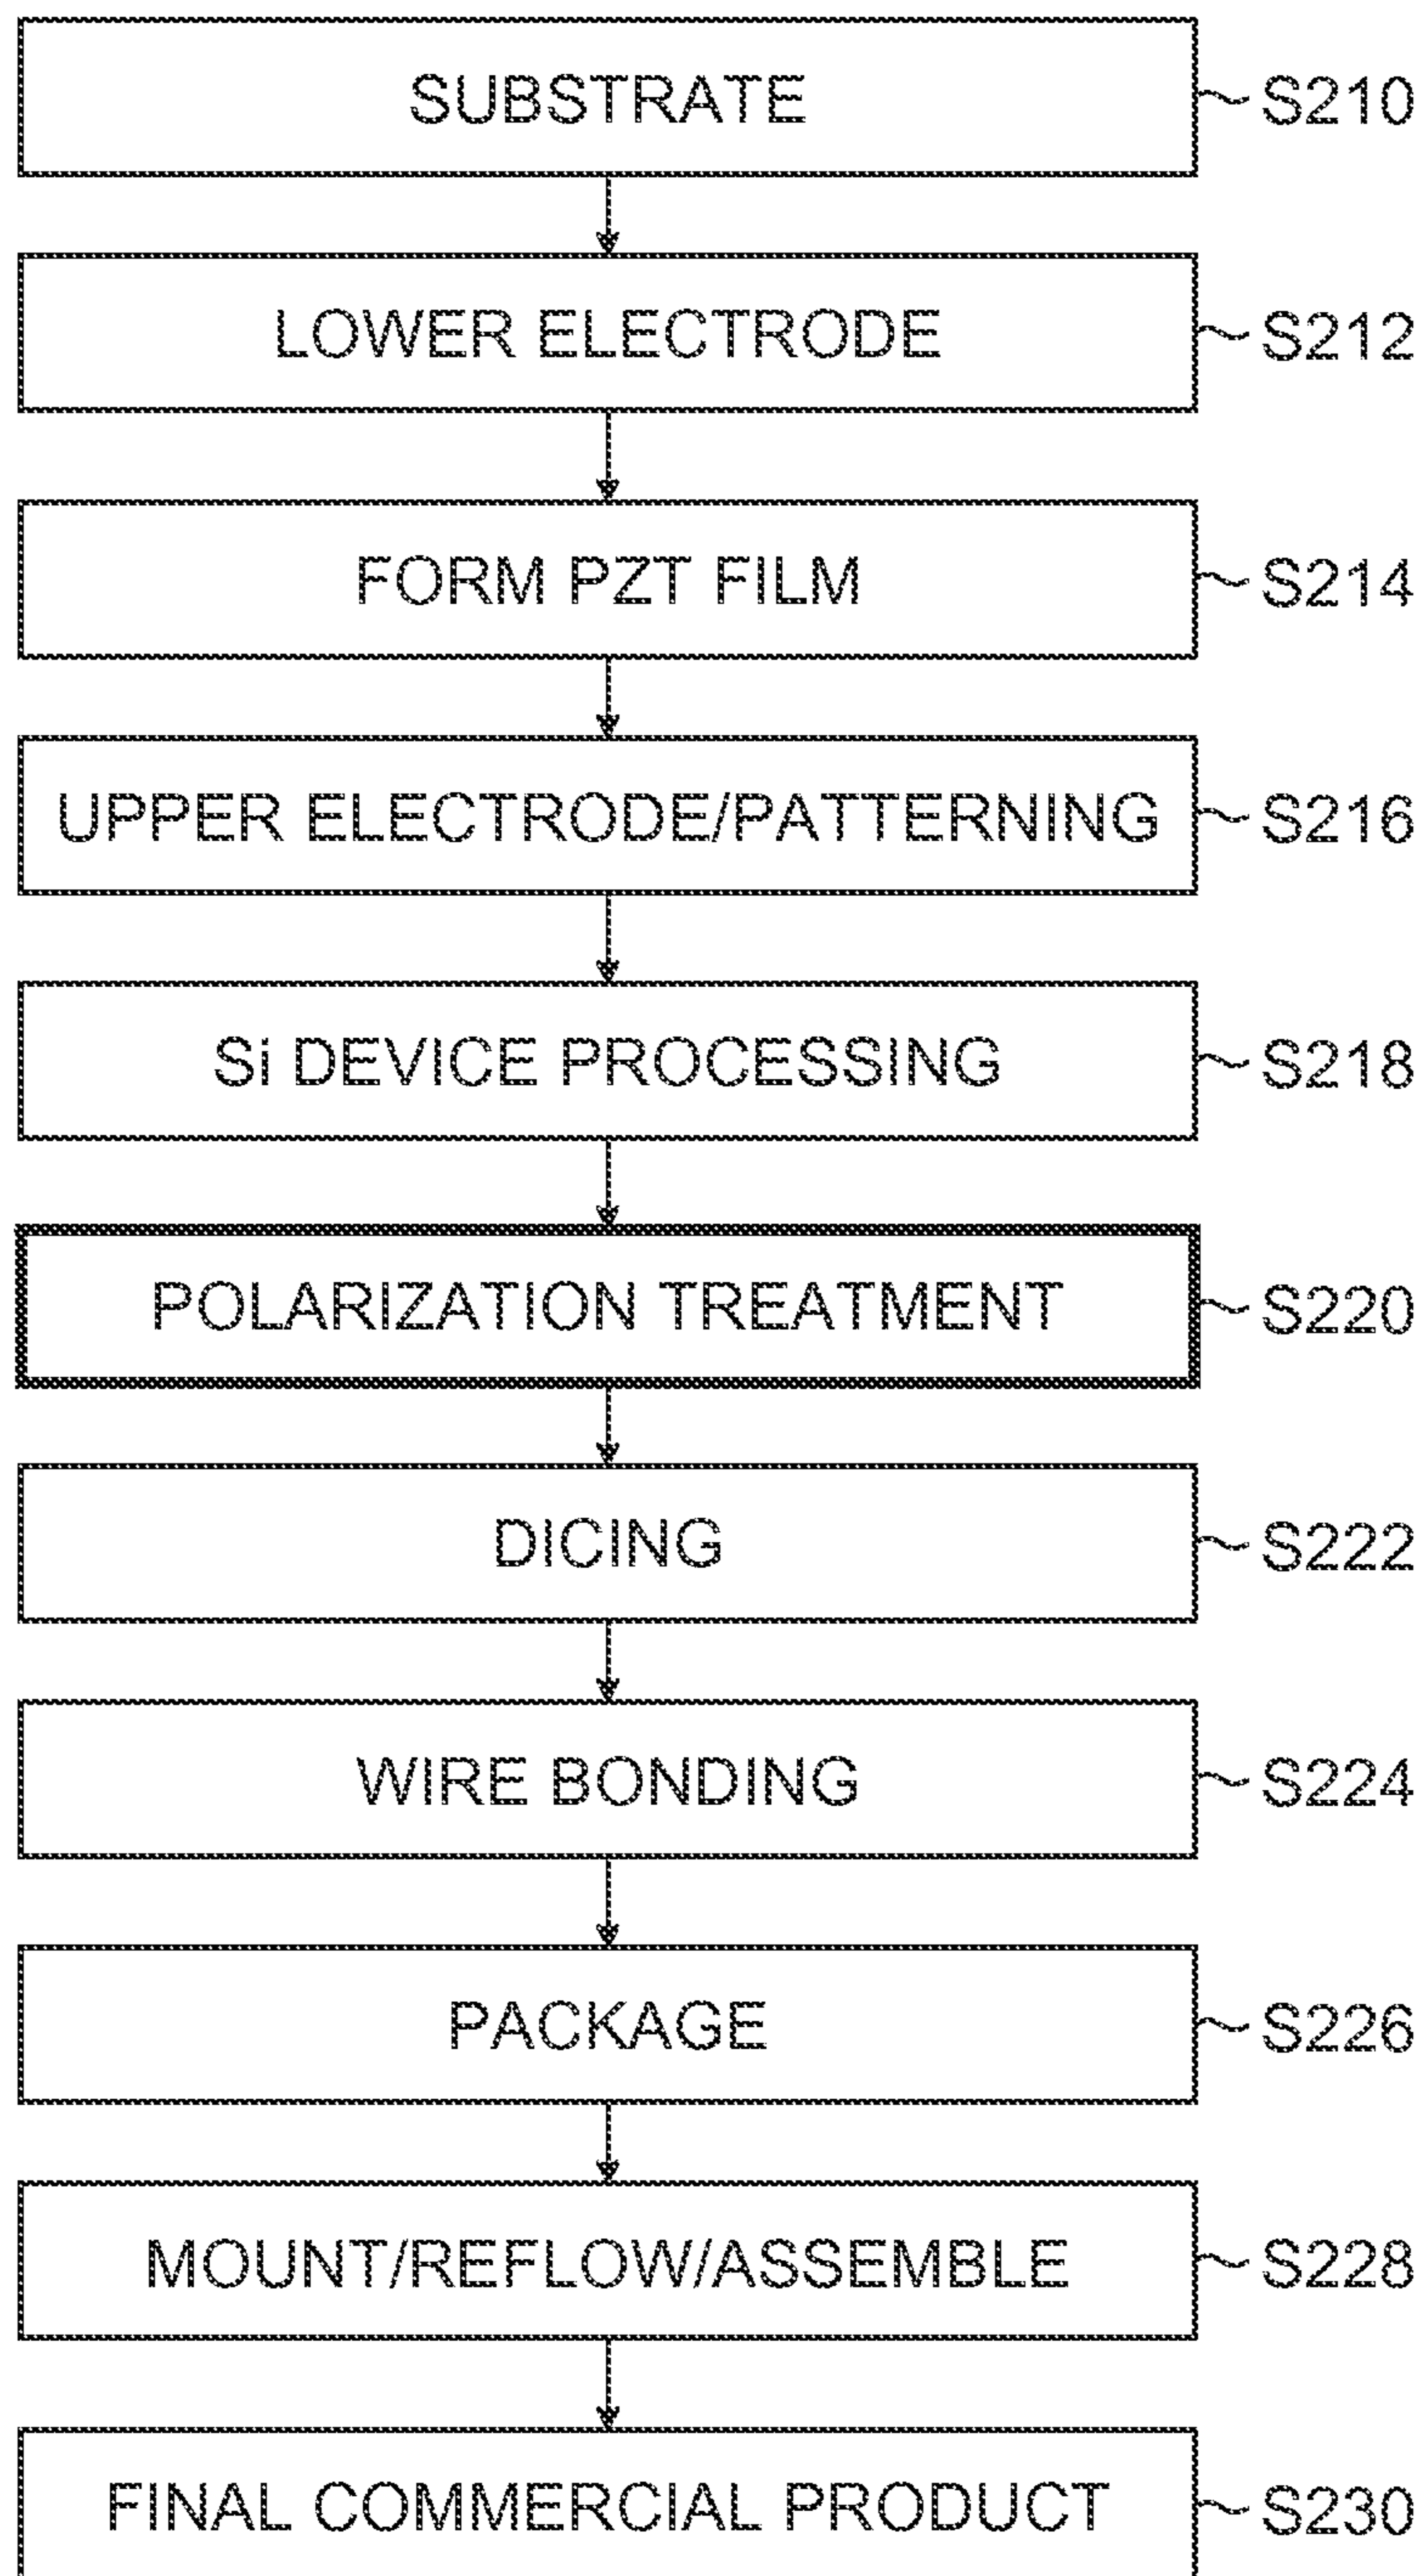 SUBSTRATE S210
LOWER ELECTRODE S212
FORM PZT FILM S214
UPPER ELECTRODE/PATTERNING S216
Si DEVICE PROCESSING S218
POLARIZATION TREATMENT S220
DICING S222
WIRE BONDING S224
PACKAGE S226
MOUNT/REFLOW/ASSEMBLE S228
FINAL COMMERCIAL PRODUCT S230